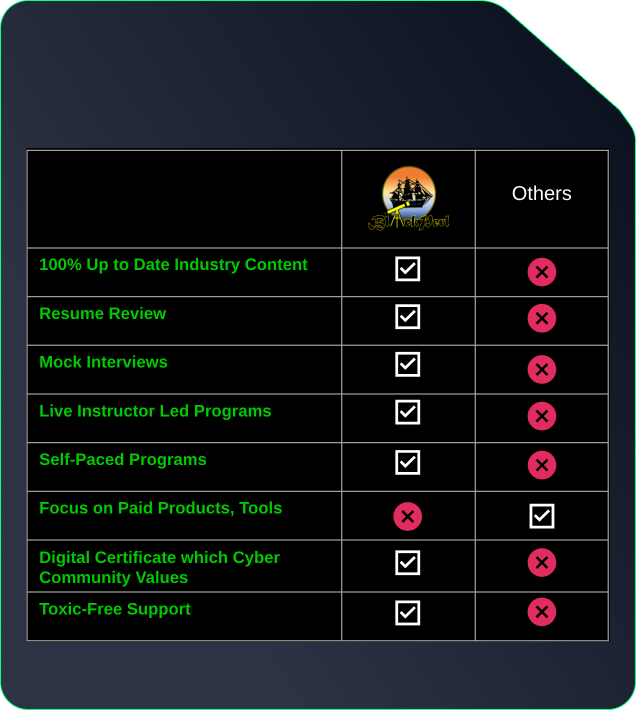 Others
100% Up to Date Industry Content
Resume Review
Mock Interviews
Live Instructor Led Programs
Self-Paced Programs
Focus on Paid Products, Tools
Digital Certificate which Cyber
Community Values
Toxic-Free Support